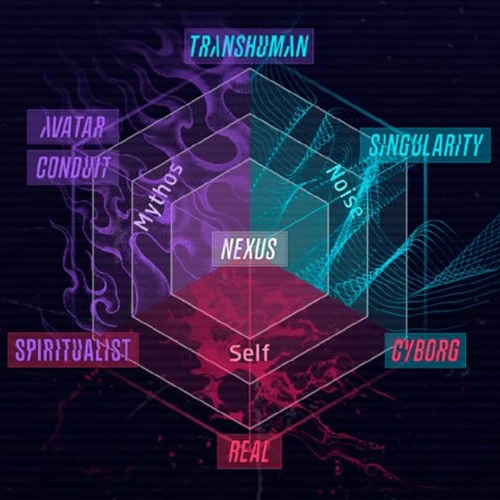 TRANSHUMAN
AVATAR
CONDUIT
SINGULARITY
Mythos
Noise
NEXUS
SPIRITUALIST
Self
CYBORG
REAL